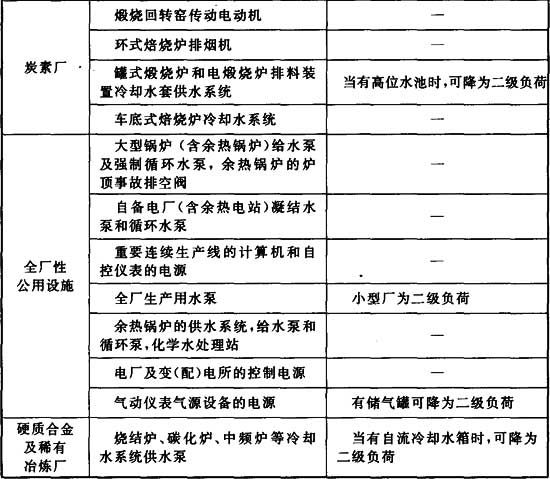 炭素厂
煅烧回转窑传动电动机
—
环式焙烧炉排烟机
—
罐式煅烧炉和电煅烧炉排料装
置冷却水套供水系统
当有高位水池时,可降为二级负荷
车底式焙烧炉冷却水系统
—
全厂性
公用设施
大型锅炉（含余热锅炉）给水泵
及强制循环水泵，余热锅炉的炉
顶事故排空阀
—
自备电厂(含余热电站)凝结水
泵和循环水泵
—
重要连续生产线的计算机和自
控仪表的电源
—
全厂生产用水泵
小型厂为二级负荷
余热锅炉的供水系统,给水泵和
循环泵,化学水处理站
—
电厂及变(配)电所的控制电源
—
气动仪表气源设备的电源
有储气罐可降为二级负荷
硬质合金
及稀有
冶炼厂
烧结炉、碳化炉、中频炉等冷却
水系统供水泵
当有自流冷却水箱时,可降为
二级负荷